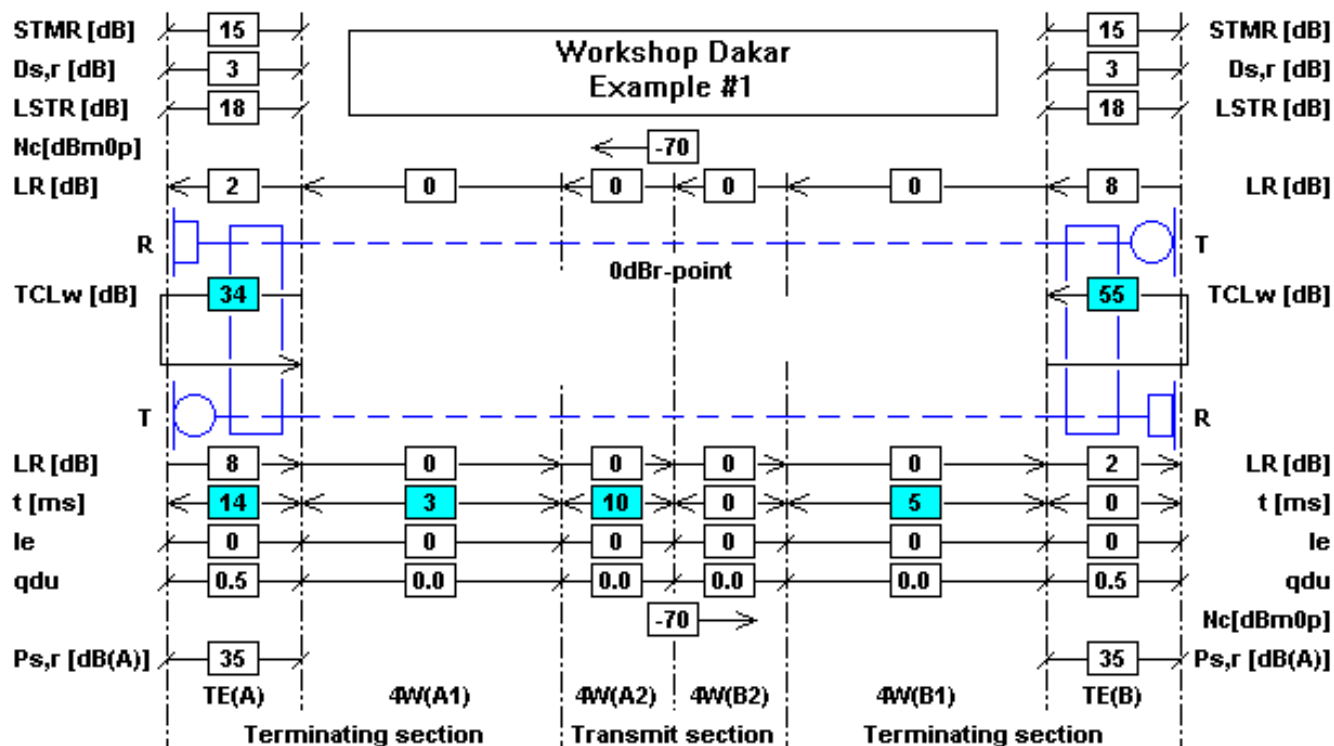 STMR [dB] 15 15 STMR [dB]
Workshop Dakar
Ds,r [dB] 3 3 Ds,r [dB]
Example #1
LSTR [dB] 18 18 LSTR [dB]
Nc[dBm0p] -70
LR [dB] 2 0 0 0 0 8 LR [dB]
R T
0dBr-point
TCLw [dB] 34 55 TCLw [dB]
T R
LR [dB] 8 0 0 0 0 2 LR [dB]
t [ms] 14 3 10 0 5 0 t [ms]
Ie 0 0 0 0 0 0 Ie
qdu 0.5 0.0 0.0 0.0 0.0 0.5 qdu
-70 Nc[dBm0p]
Ps,r [dB(A)] 35 35 Ps,r [dB(A)]
TE(A) 4W(A1) 4W(A2) 4W(B2) 4W(B1) TE(B)
Terminating section Transmit section Terminating section